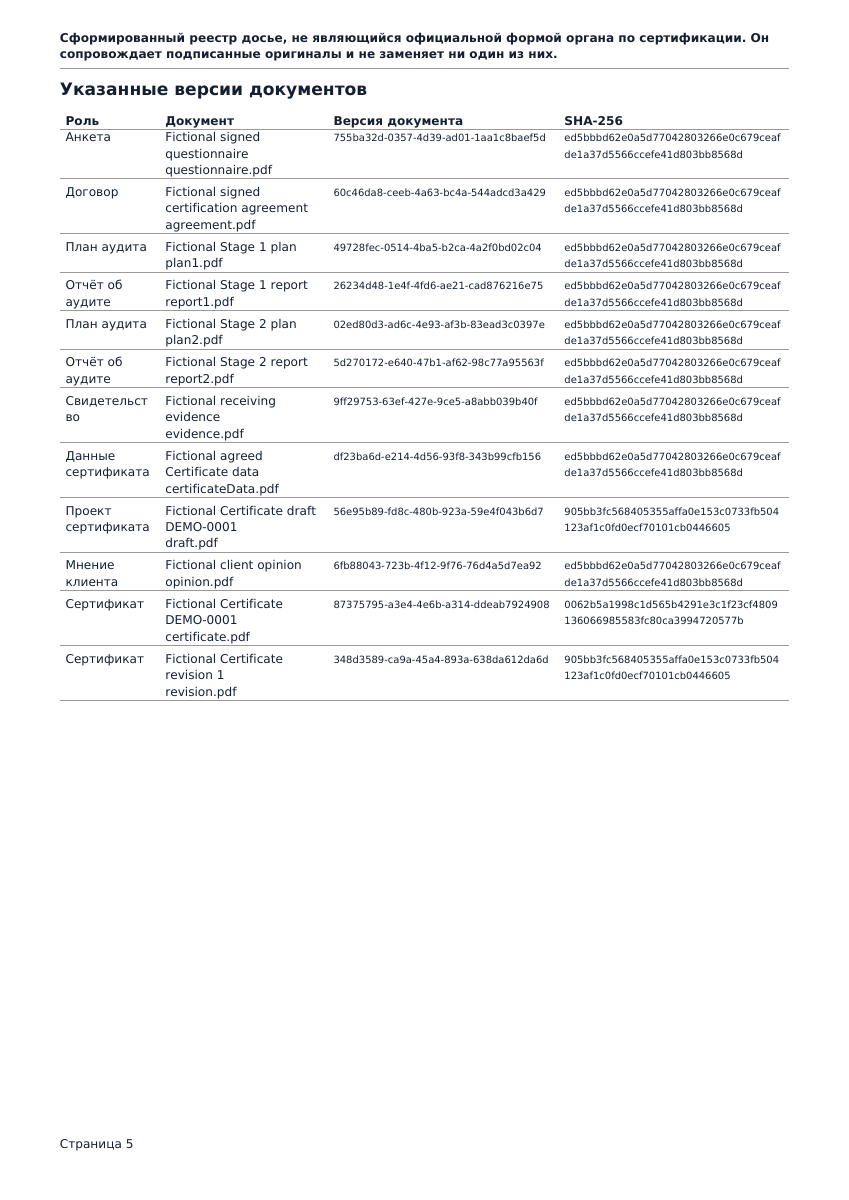 Сформированный реестр досье, не являющийся официальной формой органа по сертификации. Он
сопровождает подписанные оригиналы и не заменяет ни один из них.
Указанные версии документов
Роль Документ Версия документа SHA-256
Анкета Fictional signed 755ba32d-0357-4d39-ad01-1aa1c8baef5d ed5bbbd62e0a5d77042803266e0c679ceaf
questionnaire de1a37d5566ccefe41d803bb8568d
questionnaire.pdf
Договор Fictional signed 60c46da8-ceeb-4a63-bc4a-544adcd3a429 ed5bbbd62e0a5d77042803266e0c679ceaf
certification agreement de1a37d5566ccefe41d803bb8568d
agreement.pdf
План аудита Fictional Stage 1 plan 49728fec-0514-4ba5-b2ca-4a2f0bd02c04 ed5bbbd62e0a5d77042803266e0c679ceaf
plan1.pdf de1a37d5566ccefe41d803bb8568d
Отчёт об Fictional Stage 1 report 26234d48-1e4f-4fd6-ae21-cad876216e75 ed5bbbd62e0a5d77042803266e0c679ceaf
аудите report1.pdf de1a37d5566ccefe41d803bb8568d
План аудита Fictional Stage 2 plan 02ed80d3-ad6c-4e93-af3b-83ead3c0397e ed5bbbd62e0a5d77042803266e0c679ceaf
plan2.pdf de1a37d5566ccefe41d803bb8568d
Отчёт об Fictional Stage 2 report 5d270172-e640-47b1-af62-98c77a95563f ed5bbbd62e0a5d77042803266e0c679ceaf
аудите report2.pdf de1a37d5566ccefe41d803bb8568d
Свидетельст Fictional receiving 9ff29753-63ef-427e-9ce5-a8abb039b40f ed5bbbd62e0a5d77042803266e0c679ceaf
во evidence de1a37d5566ccefe41d803bb8568d
evidence.pdf
Данные Fictional agreed df23ba6d-e214-4d56-93f8-343b99cfb156 ed5bbbd62e0a5d77042803266e0c679ceaf
сертификата Certificate data de1a37d5566ccefe41d803bb8568d
certificateData.pdf
Проект Fictional Certificate draft 56e95b89-fd8c-480b-923a-59e4f043b6d7 905bb3fc568405355affa0e153c0733fb504
сертификата DEMO-0001 123af1c0fd0ecf70101cb0446605
draft.pdf
Мнение Fictional client opinion 6fb88043-723b-4f12-9f76-76d4a5d7ea92 ed5bbbd62e0a5d77042803266e0c679ceaf
клиента opinion.pdf de1a37d5566ccefe41d803bb8568d
Сертификат Fictional Certificate 87375795-a3e4-4e6b-a314-ddeab7924908 0062b5a1998c1d565b4291e3c1f23cf4809
DEMO-0001 136066985583fc80ca3994720577b
certificate.pdf
Сертификат Fictional Certificate 348d3589-ca9a-45a4-893a-638da612da6d 905bb3fc568405355affa0e153c0733fb504
revision 1 123af1c0fd0ecf70101cb0446605
revision.pdf
Страница 5